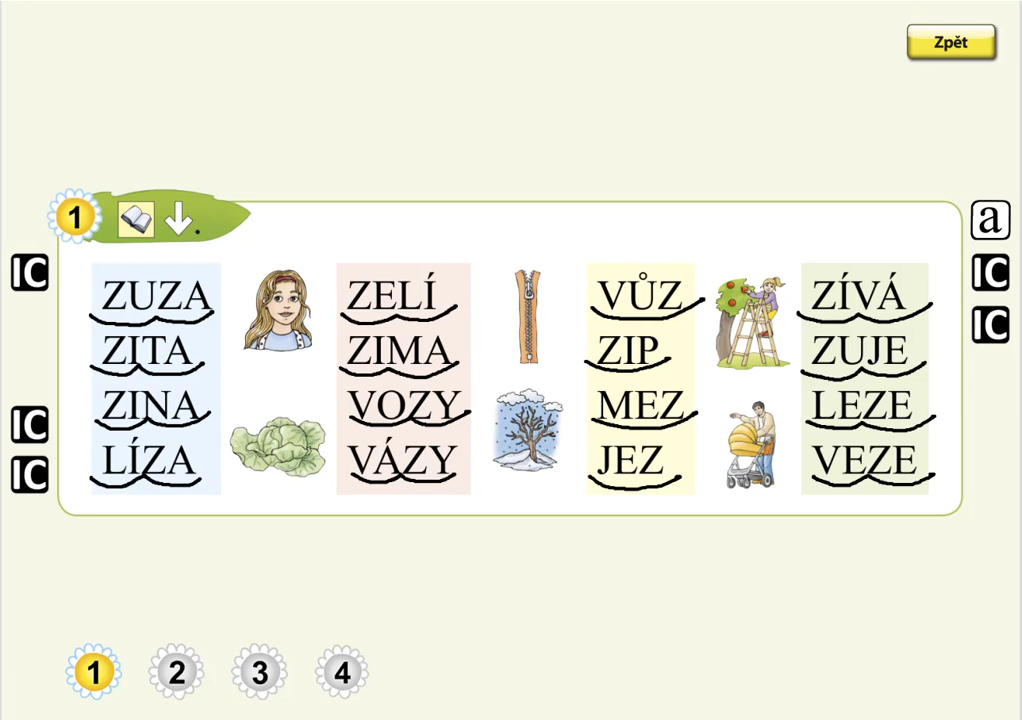 Zpět
1 .
a
IC
IC
IC
IC
IC
ZUZA
ZITA
ZINA
LÍZA
ZELÍ
ZIMA
VOZY
VÁZY
VŮZ
ZIP
MEZ
JEZ
ZÍVÁ
ZUJE
LEZE
VEZE
1 2 3 4